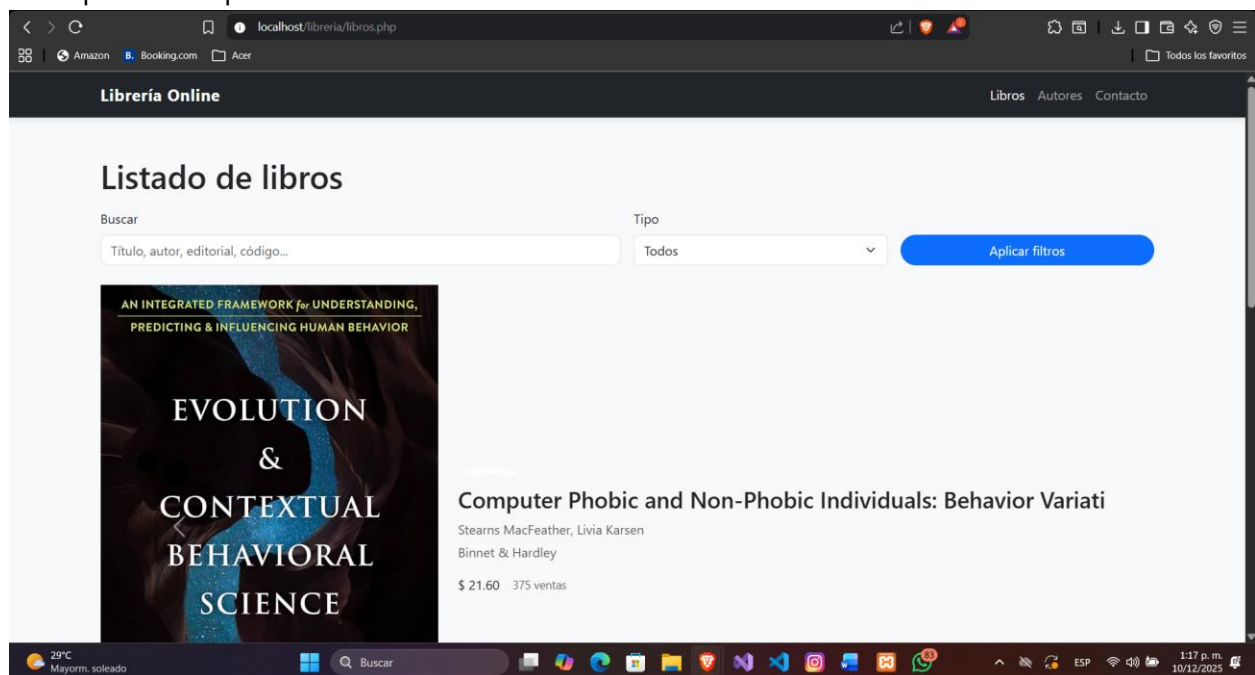 localhost/libreria/libros.php
Amazon B. Booking.com Acer Todos los favoritos
Librería Online Libros Autores Contacto
Listado de libros
Buscar Tipo
Título, autor, editorial, código... Todos Aplicar filtros
AN INTEGRATED FRAMEWORK for UNDERSTANDING,
PREDICTING & INFLUENCING HUMAN BEHAVIOR
EVOLUTION
&
CONTEXTUAL
BEHAVIORAL
SCIENCE
Computer Phobic and Non-Phobic Individuals: Behavior Variati
Stearns MacFeather, Livia Karsen
Binnet & Hardley
$ 21.60 375 ventas
29°C
Mayorm. soleado
Buscar
83
ESP
1:17 p. m.
10/12/2025